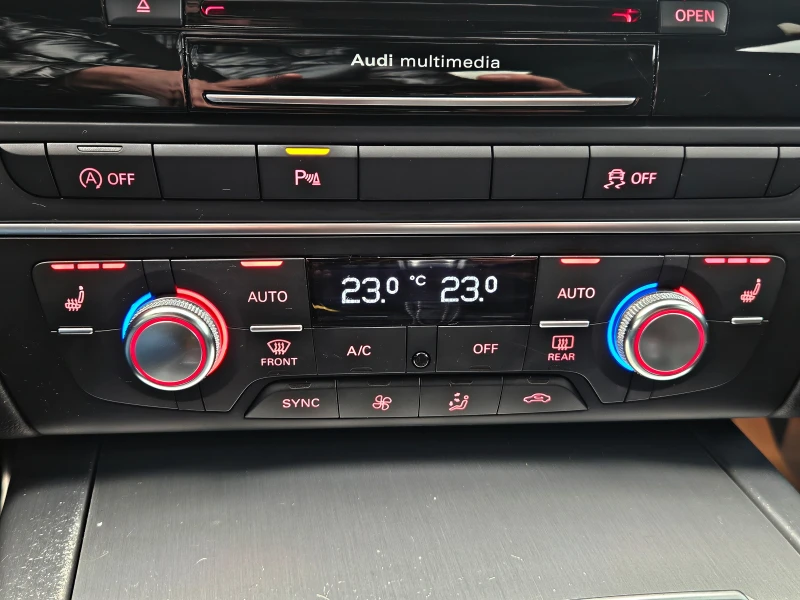 OPEN
Audi multimedia
A OFF
P
OFF
AUTO
23.0 °C 23.0
AUTO
FRONT
A/C
OFF
REAR
SYNC